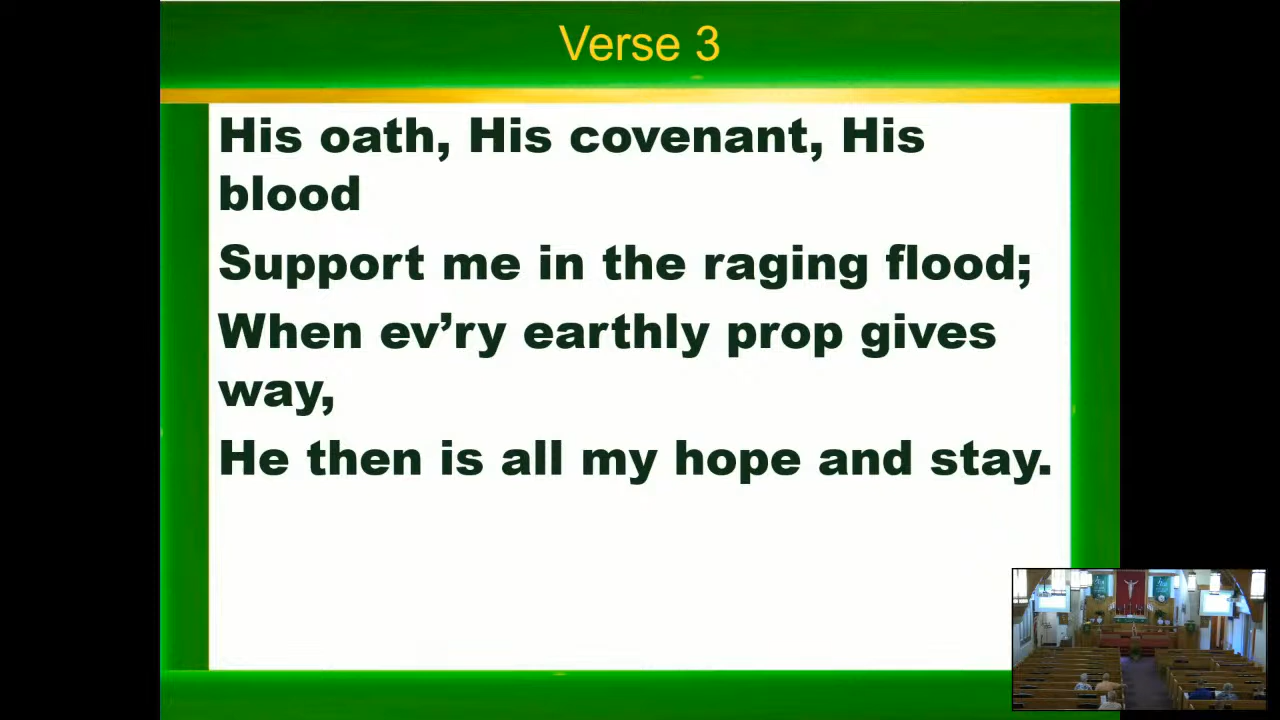 Verse 3
His oath, His covenant, His
blood
Support me in the raging flood;
When ev’ry earthly prop gives
way,
He then is all my hope and stay.